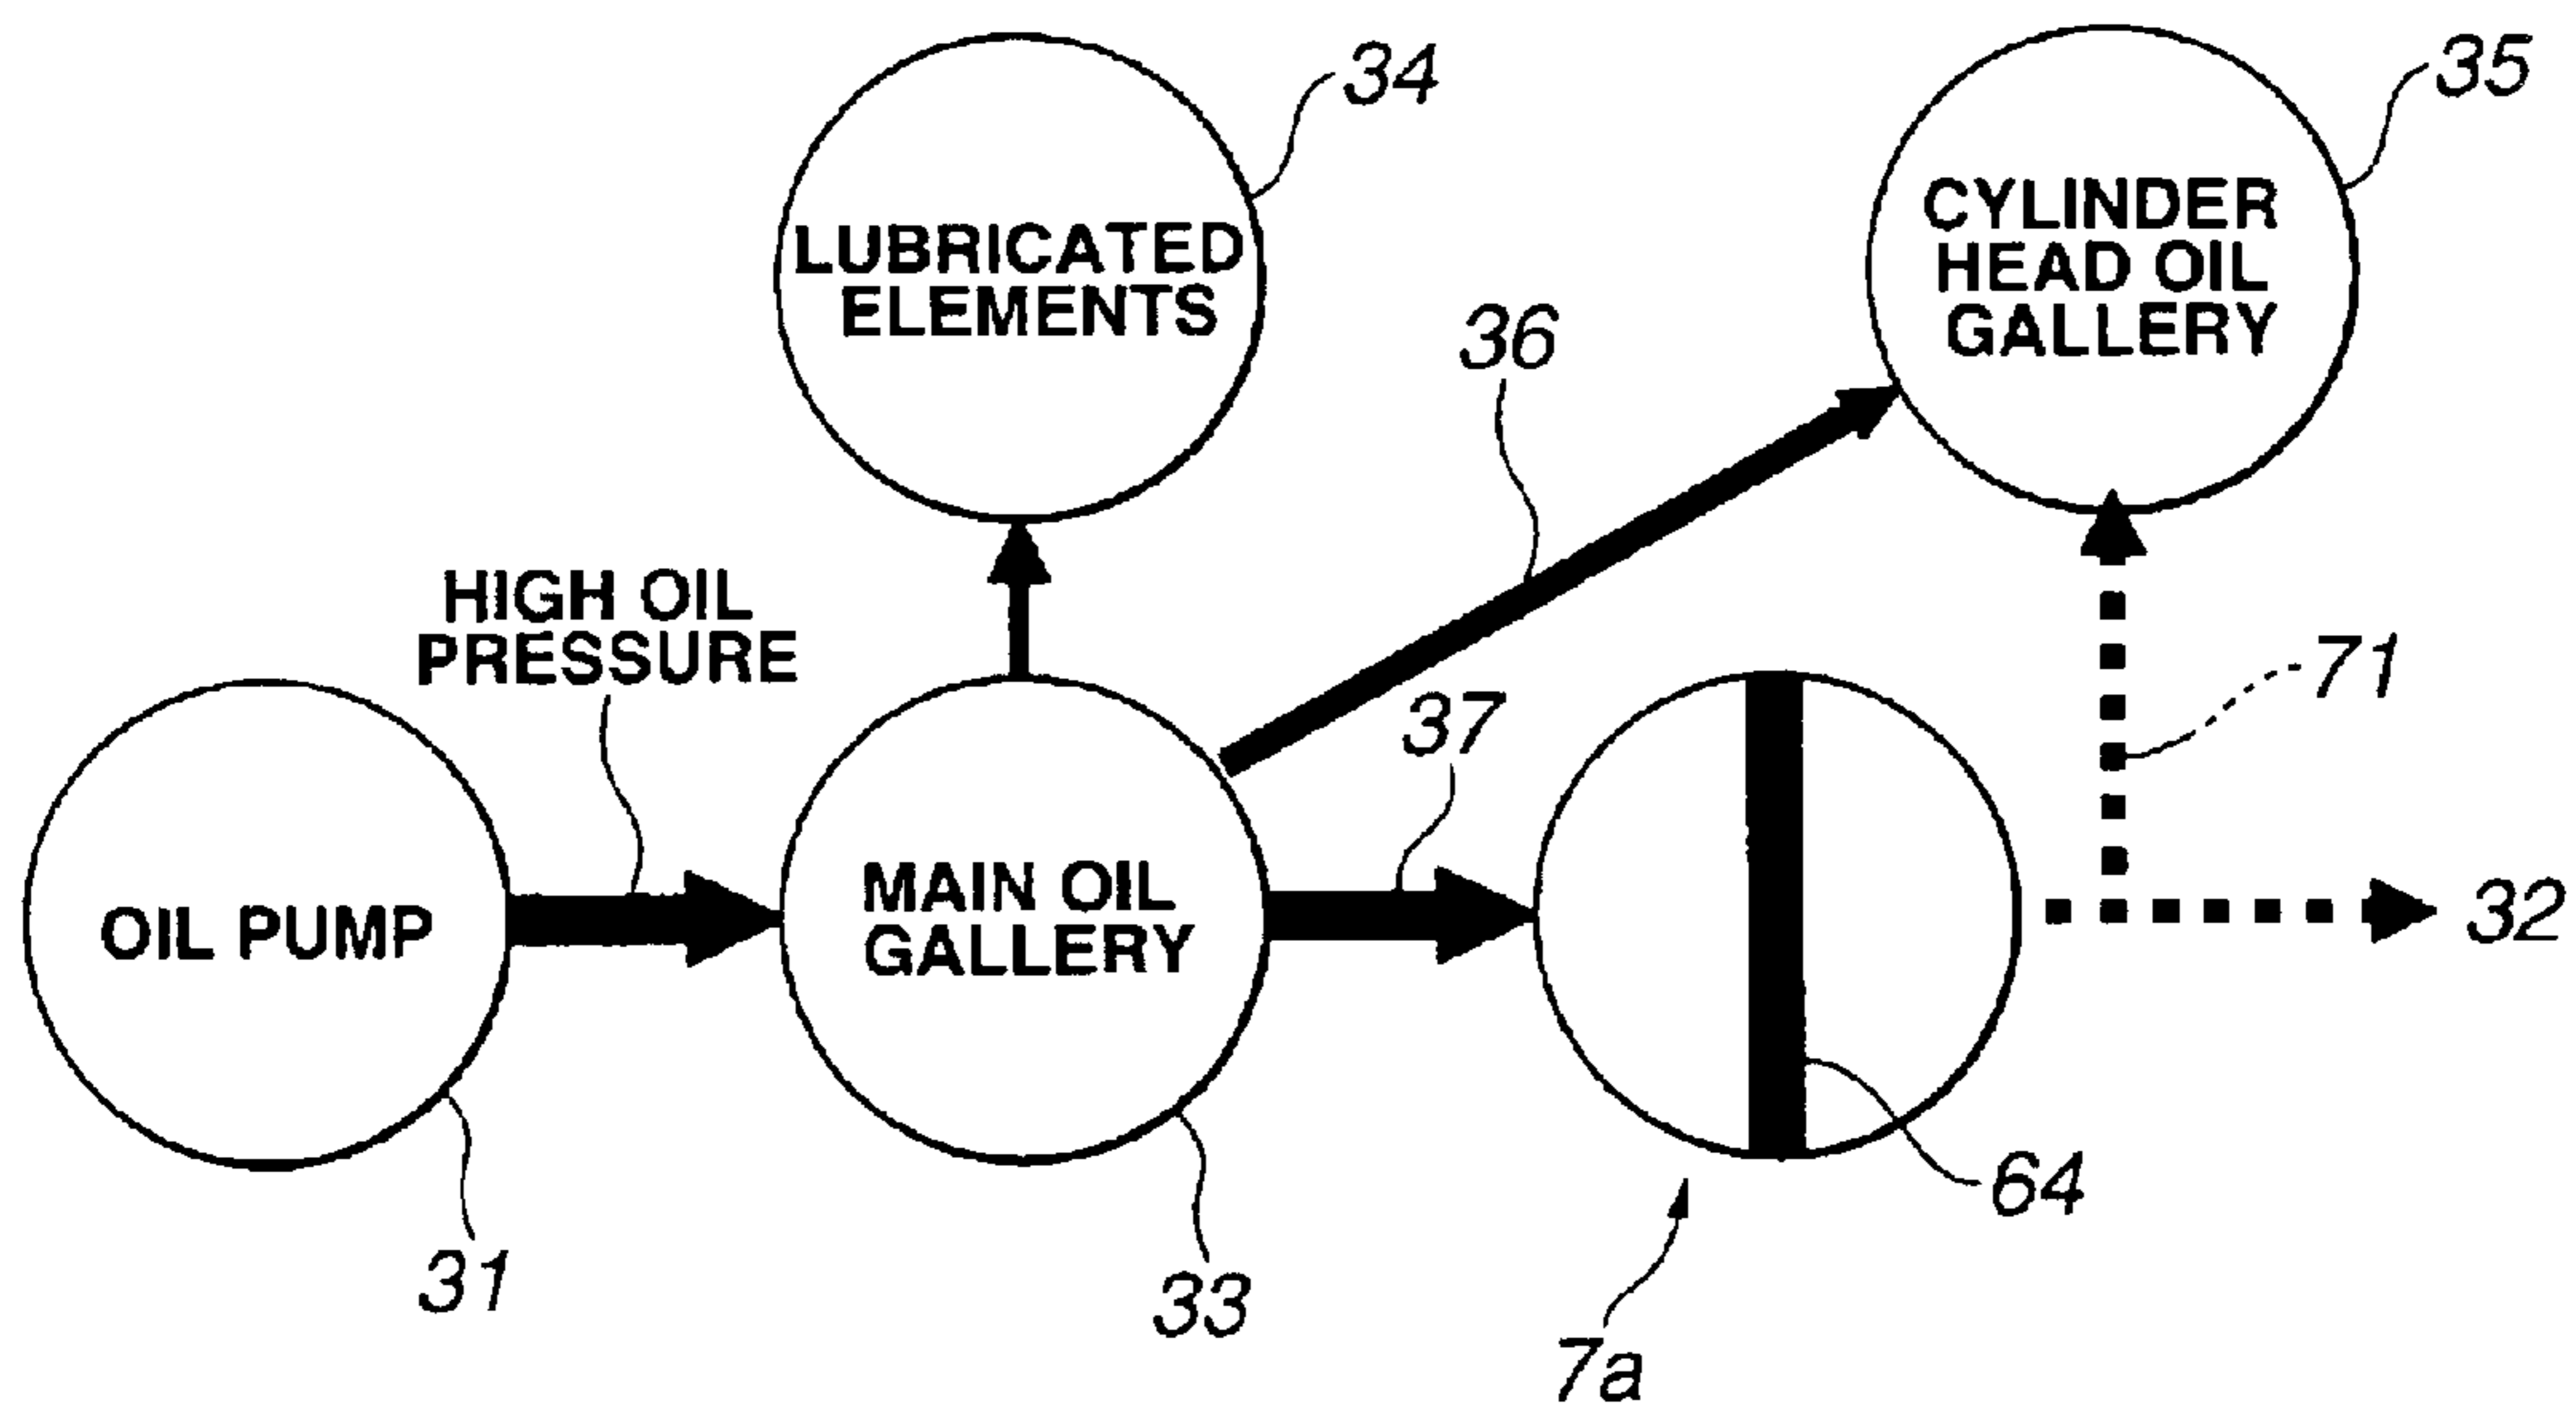 34
35
LUBRICATED
ELEMENTS
CYLINDER
HEAD OIL
GALLERY
36
HIGH OIL
PRESSURE
37
71
OIL PUMP
MAIN OIL
GALLERY
32
64
31
33
7a